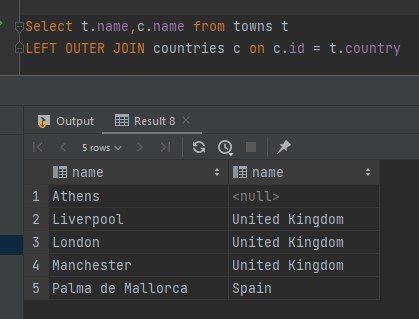 Select t.name,c.name from towns t
LEFT OUTER JOIN countries c on c.id = t.country
Output Result 8
5 rows
name name
1 Athens <null>
2 Liverpool United Kingdom
3 London United Kingdom
4 Manchester United Kingdom
5 Palma de Mallorca Spain